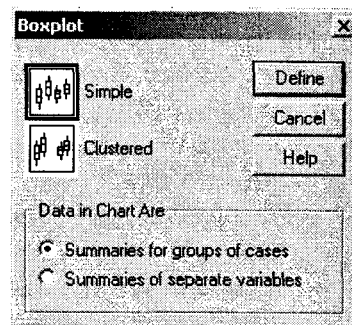 Boxplot
Simple
Define
Cancel
Clustered
Help
Data in Chart Are
Summaries for groups of cases
Summaries of separate variables